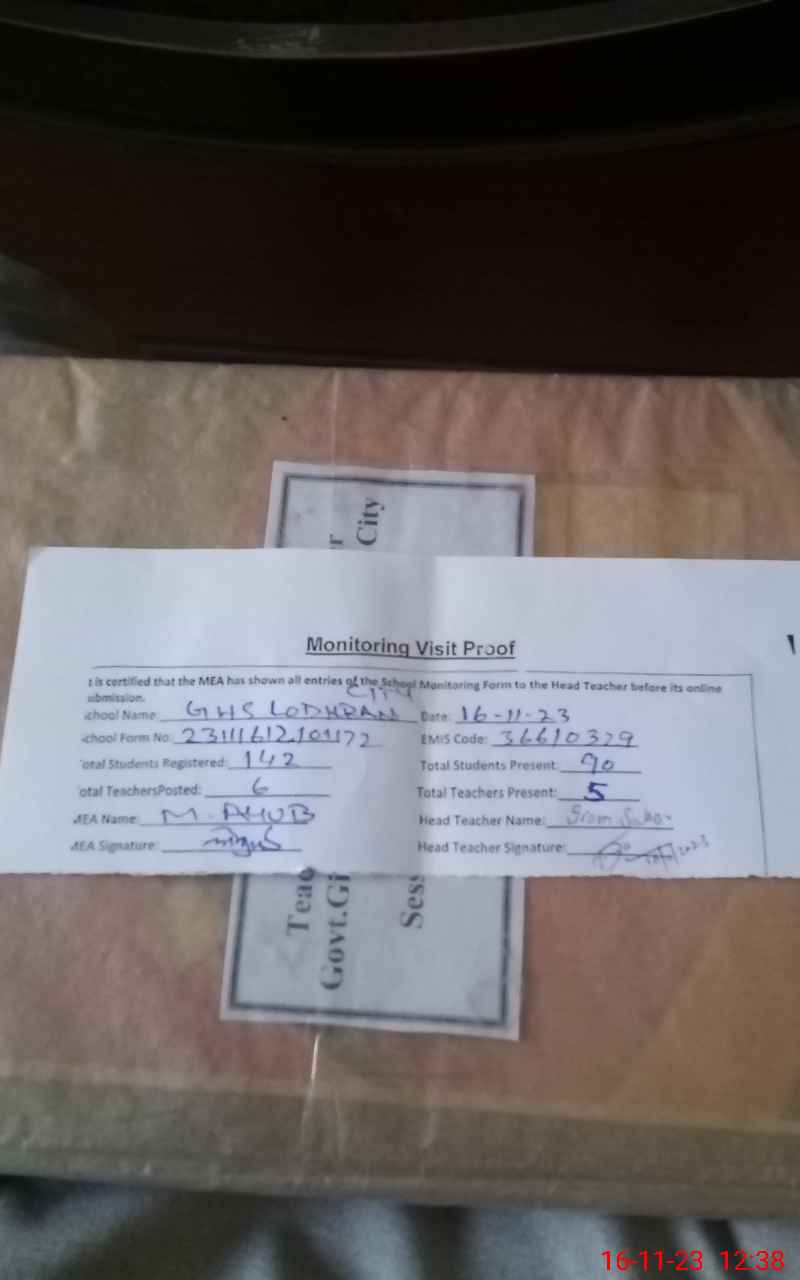 City
Monitoring Visit Proof
t is certified that the MEA has shown all entries of the School Monitoring Form to the Head Teacher before its online
ubmission.
chool Name: GHS LODHRAN CITY Date: 16-11-23
chool Form No: EMIS Code: 36610329
otal Students Registered: 142 Total Students Present: 90
otal TeachersPosted: 6 Total Teachers Present: 5
MEA Name: M. Head Teacher Name:
MEA Signature: Head Teacher Signature:
Teac
Govt.Gi
Sess
16-11-23 12:38